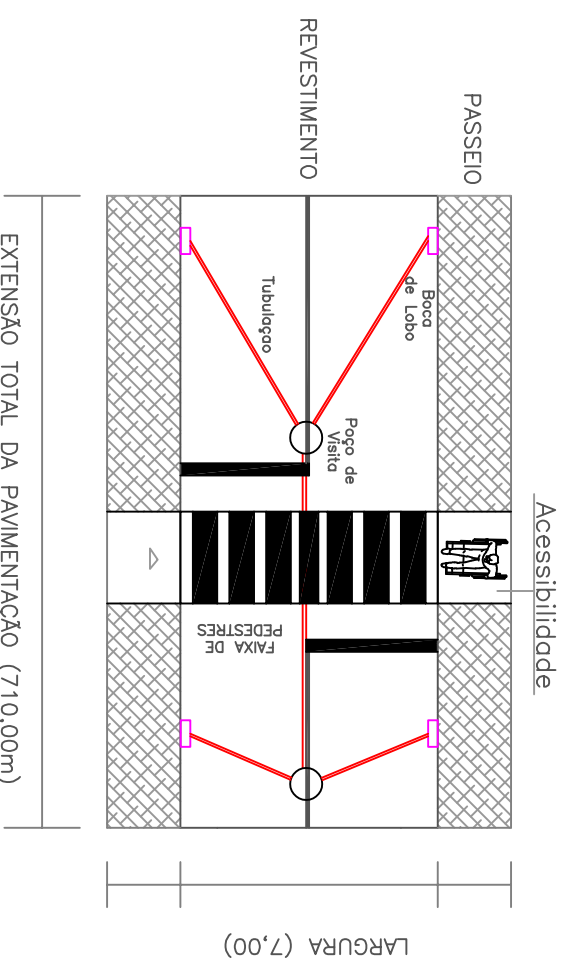 REVESTIMENTO
PASSEIO
Boca
de Lobo
Tubulaçao
Poço de
Visita
Acessibilidade
FAIXA DE
PEDESTRES
EXTENSÃO TOTAL DA PAVIMENTAÇÃO (710,00m)
LARGURA (7,00)